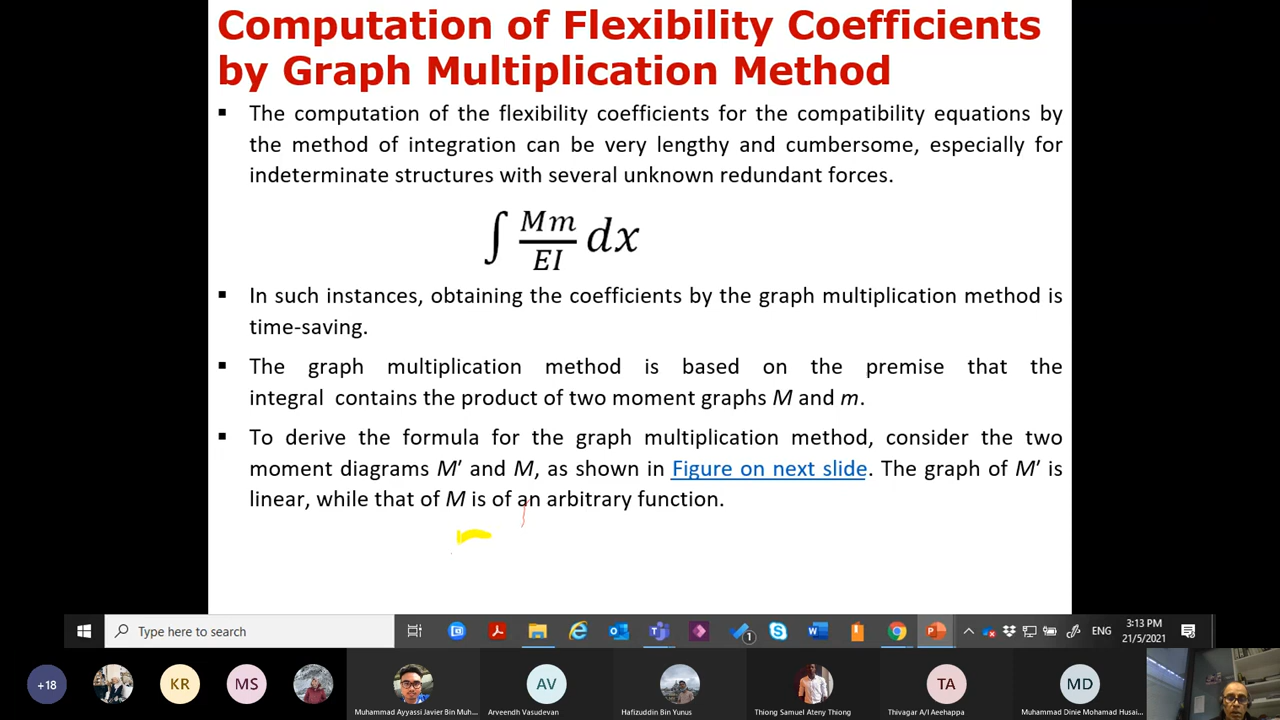 Computation of Flexibility Coefficients
by Graph Multiplication Method
▪ The computation of the flexibility coefficients for the compatibility equations by
the method of integration can be very lengthy and cumbersome, especially for
indeterminate structures with several unknown redundant forces.
∫ Mm/EI dx
▪ In such instances, obtaining the coefficients by the graph multiplication method is
time-saving.
▪ The graph multiplication method is based on the premise that the
integral contains the product of two moment graphs M and m.
▪ To derive the formula for the graph multiplication method, consider the two
moment diagrams M′ and M, as shown in Figure on next slide. The graph of M′ is
linear, while that of M is of an arbitrary function.
Type here to search
1
ENG
3:13 PM
21/5/2021
+18
KR
MS
AV
TA
MD
Muhammad Ayyassi Javier Bin Muh...
Arveendh Vasudevan
Hafizuddin Bin Yunus
Thiong Samuel Ateny Thiong
Thivagar A/l Aeehappa
Muhammad Dinie Mohamad Husai...